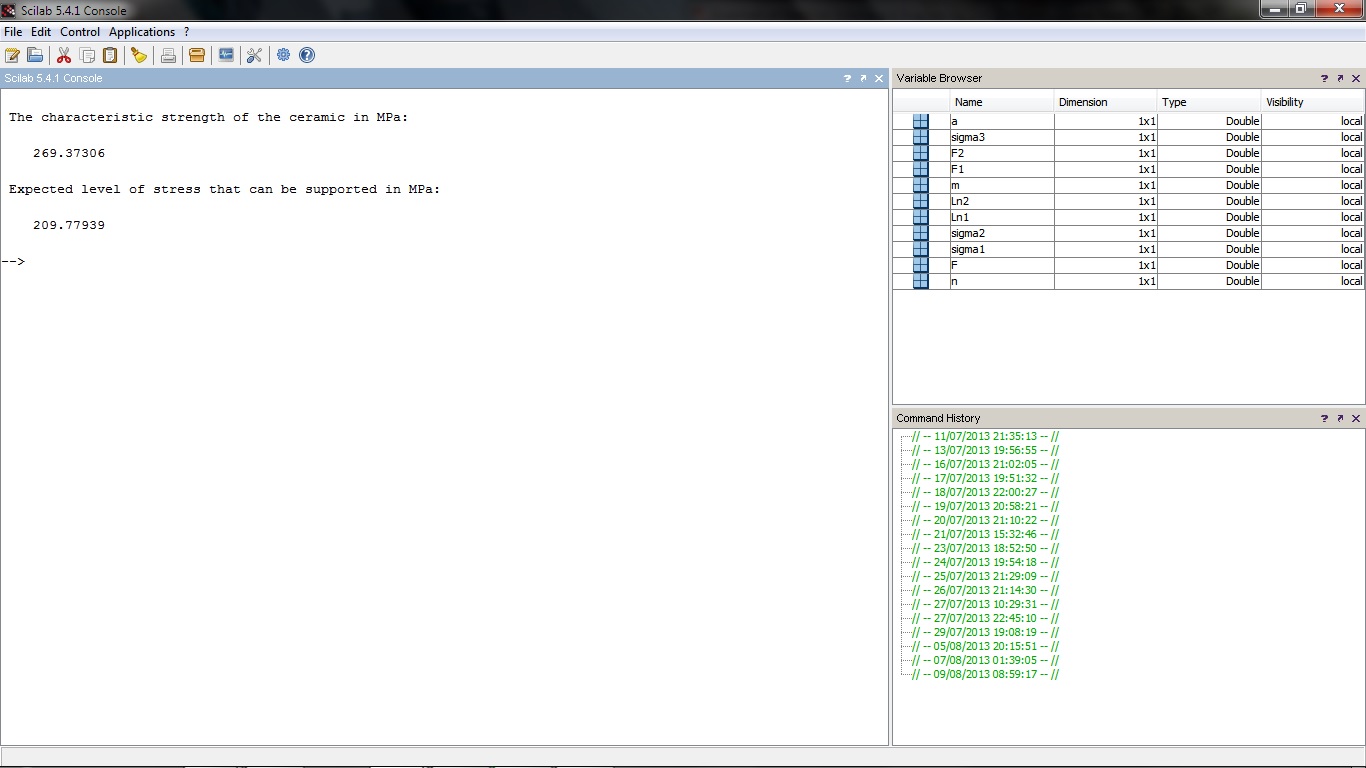 Scilab 5.4.1 Console
File Edit Control Applications ?
Scilab 5.4.1 Console
The characteristic strength of the ceramic in MPa:
269.37306
Expected level of stress that can be supported in MPa:
209.77939
-->
Variable Browser
Name Dimension Type Visibility
a 1x1 Double local
sigma3 1x1 Double local
F2 1x1 Double local
F1 1x1 Double local
m 1x1 Double local
Ln2 1x1 Double local
Ln1 1x1 Double local
sigma2 1x1 Double local
sigma1 1x1 Double local
F 1x1 Double local
n 1x1 Double local
Command History
// -- 11/07/2013 21:35:13 -- //
// -- 13/07/2013 19:56:55 -- //
// -- 16/07/2013 21:02:05 -- //
// -- 17/07/2013 19:51:32 -- //
// -- 18/07/2013 22:00:27 -- //
// -- 19/07/2013 20:58:21 -- //
// -- 20/07/2013 21:10:22 -- //
// -- 21/07/2013 15:32:46 -- //
// -- 23/07/2013 18:52:50 -- //
// -- 24/07/2013 19:54:18 -- //
// -- 25/07/2013 21:29:09 -- //
// -- 26/07/2013 21:14:30 -- //
// -- 27/07/2013 10:29:31 -- //
// -- 27/07/2013 22:45:10 -- //
// -- 29/07/2013 19:08:19 -- //
// -- 05/08/2013 20:15:51 -- //
// -- 07/08/2013 01:39:05 -- //
// -- 09/08/2013 08:59:17 -- //